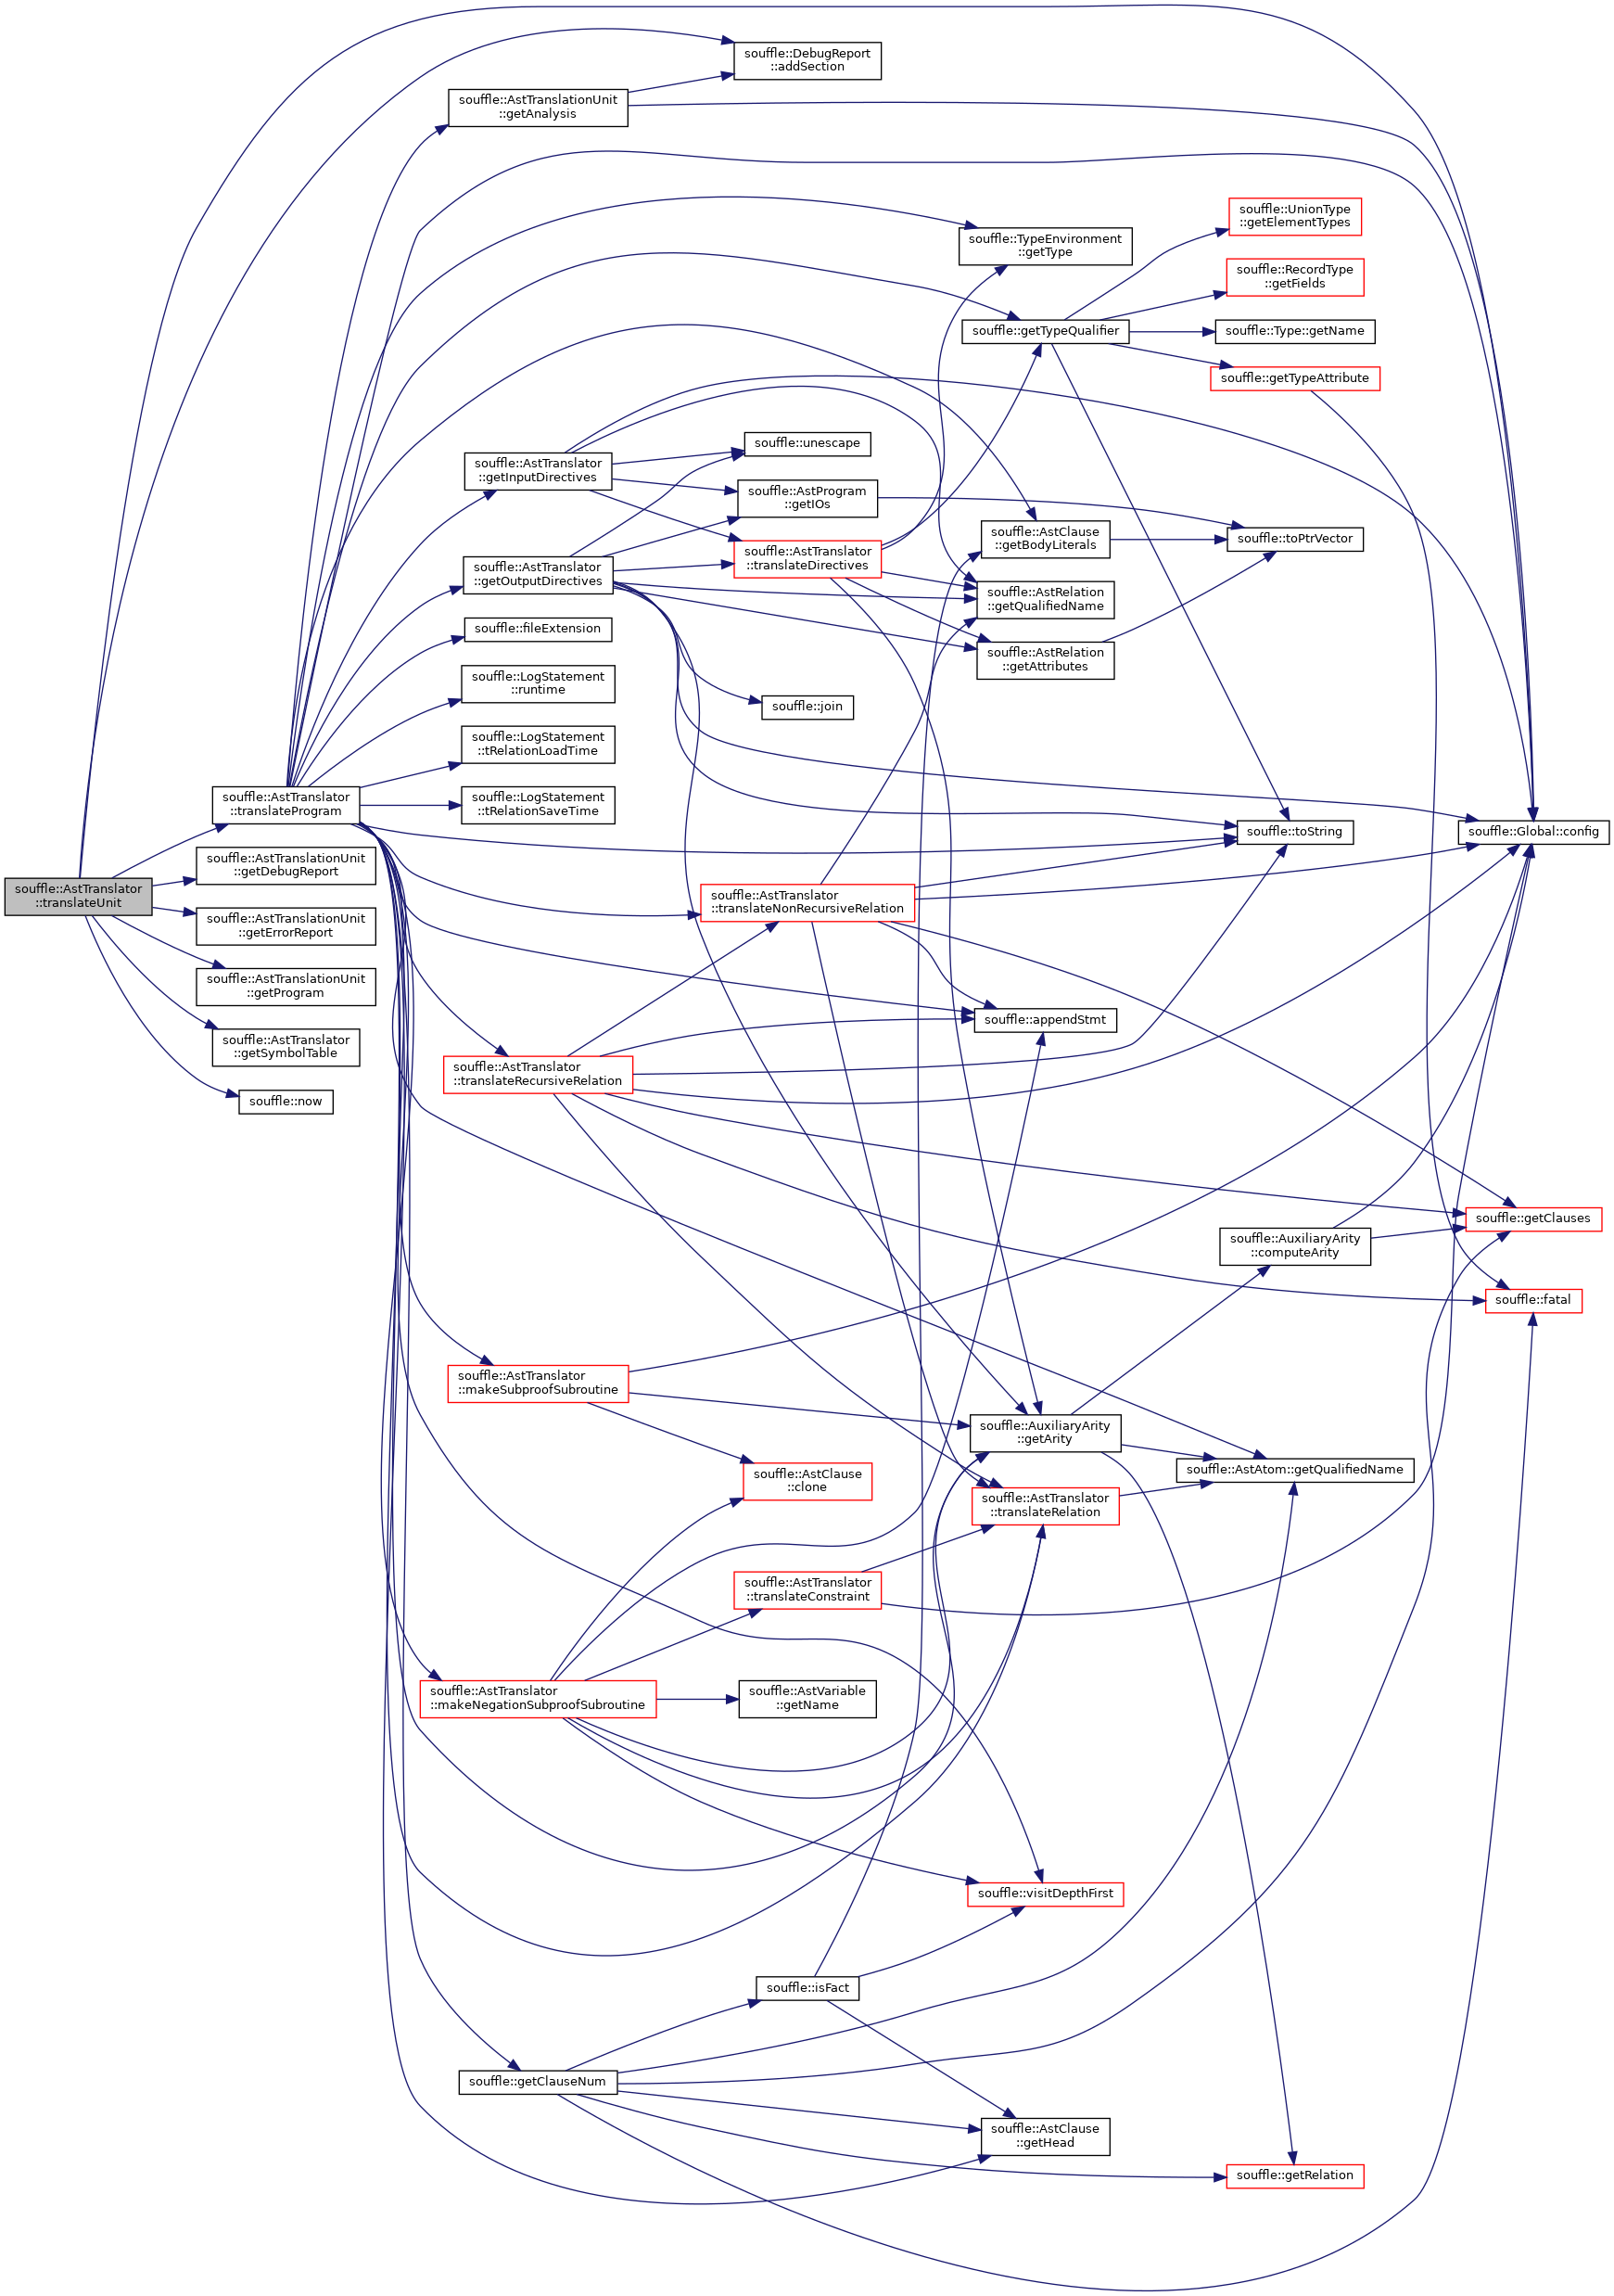 souffle::DebugReport
::addSection
souffle::AstTranslationUnit
::getAnalysis
souffle::UnionType
::getElementTypes
souffle::TypeEnvironment
::getType
souffle::RecordType
::getFields
souffle::getTypeQualifier
souffle::Type::getName
souffle::getTypeAttribute
souffle::unescape
souffle::AstTranslator
::getInputDirectives
souffle::AstProgram
::getIOs
souffle::AstClause
::getBodyLiterals
souffle::toPtrVector
souffle::AstTranslator
::translateDirectives
souffle::AstTranslator
::getOutputDirectives
souffle::AstRelation
::getQualifiedName
souffle::fileExtension
souffle::AstRelation
::getAttributes
souffle::LogStatement
::runtime
souffle::join
souffle::LogStatement
::tRelationLoadTime
souffle::AstTranslator
::translateProgram
souffle::LogStatement
::tRelationSaveTime
souffle::toString
souffle::Global::config
souffle::AstTranslationUnit
::getDebugReport
souffle::AstTranslator
::translateUnit
souffle::AstTranslator
::translateNonRecursiveRelation
souffle::AstTranslationUnit
::getErrorReport
souffle::AstTranslationUnit
::getProgram
souffle::appendStmt
souffle::AstTranslator
::getSymbolTable
souffle::AstTranslator
::translateRecursiveRelation
souffle::now
souffle::getClauses
souffle::AuxiliaryArity
::computeArity
souffle::fatal
souffle::AstTranslator
::makeSubproofSubroutine
souffle::AuxiliaryArity
::getArity
souffle::AstAtom::getQualifiedName
souffle::AstClause
::clone
souffle::AstTranslator
::translateRelation
souffle::AstTranslator
::translateConstraint
souffle::AstTranslator
::makeNegationSubproofSubroutine
souffle::AstVariable
::getName
souffle::visitDepthFirst
souffle::isFact
souffle::getClauseNum
souffle::AstClause
::getHead
souffle::getRelation